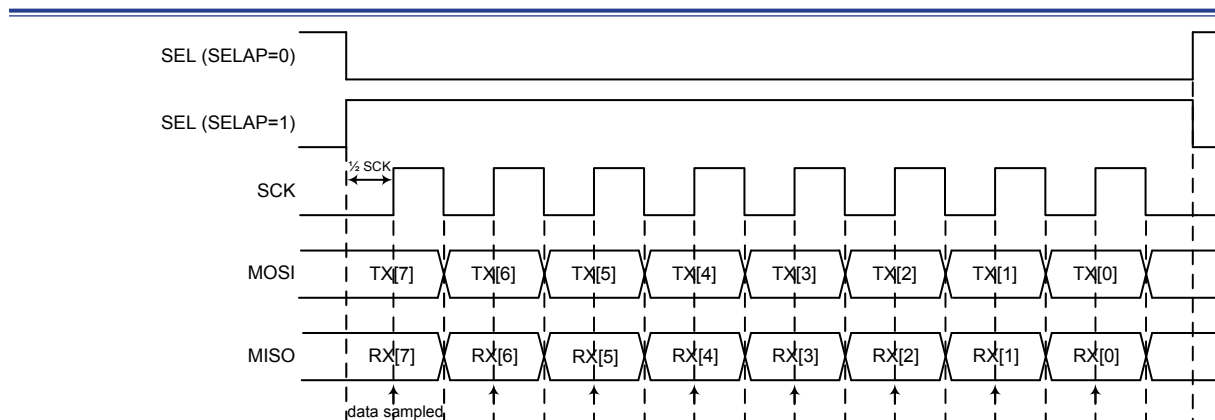 SEL (SELAP=0)
SEL (SELAP=1)
½ SCK
SCK
MOSI TX[7] TX[6] TX[5] TX[4] TX[3] TX[2] TX[1] TX[0]
MISO RX[7] RX[6] RX[5] RX[4] RX[3] RX[2] RX[1] RX[0]
data sampled